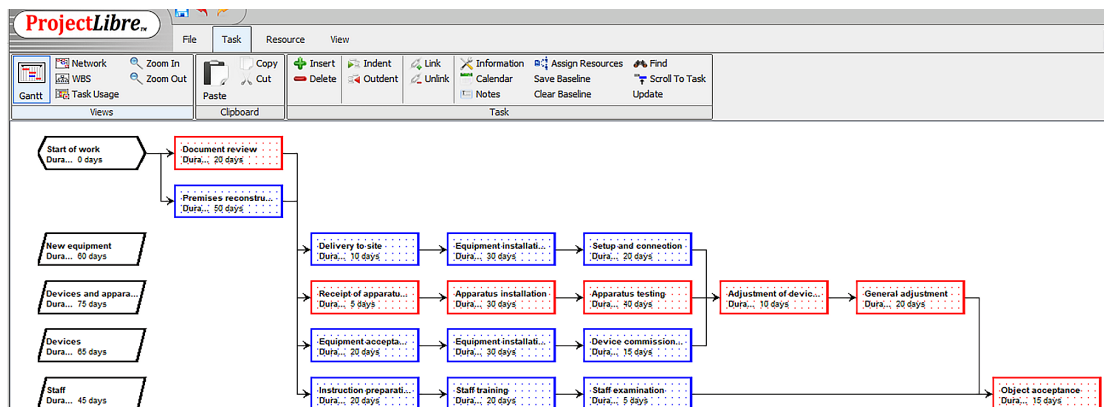 ProjectLibre™
File Task Resource View
Network Zoom In Copy Insert Indent Link Information Assign Resources Find
WBS Zoom Out Cut Delete Outdent Unlink Calendar Save Baseline Scroll To Task
Gantt Task Usage Paste Notes Clear Baseline Update
Views Clipboard Task
Start of work Document review
Dura... 0 days Dura... 20 days
Premises reconstru...
Dura... 50 days
New equipment Delivery to site Equipment installati... Setup and connection
Dura... 60 days Dura... 10 days Dura... 30 days Dura... 20 days
Devices and appara... Receipt of apparatu... Apparatus installation Apparatus testing Adjustment of devic... General adjustment
Dura... 75 days Dura... 5 days Dura... 30 days Dura... 40 days Dura... 10 days Dura... 20 days
Devices Equipment accepta... Equipment installati... Device commission...
Dura... 65 days Dura... 20 days Dura... 30 days Dura... 15 days
Staff Instruction preparati... Staff training Staff examination Object acceptance
Dura... 45 days Dura... 20 days Dura... 20 days Dura... 5 days Dura... 15 days